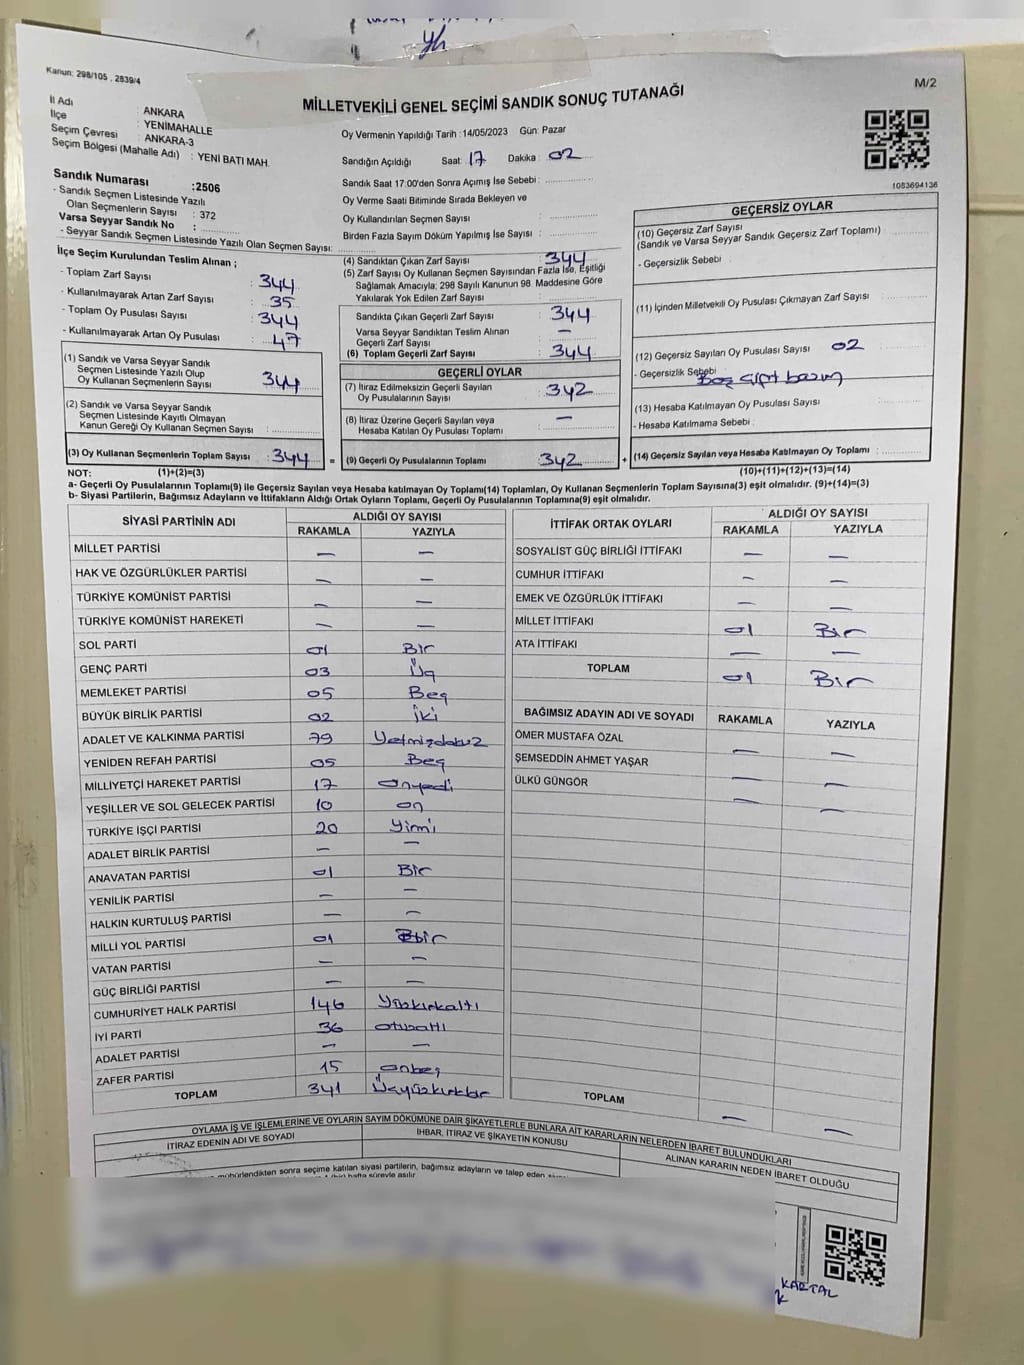 Kanun: 298/105 , 2839/4
M/2
MİLLETVEKİLİ GENEL SEÇİMİ SANDIK SONUÇ TUTANAĞI
İl Adı : ANKARA
İlçe : YENİMAHALLE
Seçim Çevresi : ANKARA-3
Seçim Bölgesi (Mahalle Adı) : YENİ BATI MAH.
Sandık Numarası :2506
- Sandık Seçmen Listesinde Yazılı
Olan Seçmenlerin Sayısı : 372
Varsa Seyyar Sandık No :
- Seyyar Sandık Seçmen Listesinde Yazılı Olan Seçmen Sayısı:
İlçe Seçim Kurulundan Teslim Alınan ;
- Toplam Zarf Sayısı : 344
- Kullanılmayarak Artan Zarf Sayısı : 35
- Toplam Oy Pusulası Sayısı : 344
- Kullanılmayarak Artan Oy Pusulası : 47
(1) Sandık ve Varsa Seyyar Sandık
Seçmen Listesinde Yazılı Olup
Oy Kullanan Seçmenlerin Sayısı : 344
(2) Sandık ve Varsa Seyyar Sandık
Seçmen Listesinde Kayıtlı Olmayan
Kanun Gereği Oy Kullanan Seçmen Sayısı :
(3) Oy Kullanan Seçmenlerin Toplam Sayısı : 344 =
Oy Vermenin Yapıldığı Tarih :14/05/2023 Gün: Pazar
Sandığın Açıldığı Saat: 17 Dakika : 02
Sandık Saat 17:00'den Sonra Açımış İse Sebebi :
Oy Verme Saati Bitiminde Sırada Bekleyen ve
Oy Kullandırılan Seçmen Sayısı :
Birden Fazla Sayım Döküm Yapılmış İse Sayısı :
(4) Sandıktan Çıkan Zarf Sayısı : 344
(5) Zarf Sayısı Oy Kullanan Seçmen Sayısından Fazla İse, Eşitliği
Sağlamak Amacıyla; 298 Sayılı Kanunun 98. Maddesine Göre
Yakılarak Yok Edilen Zarf Sayısı :
Sandıkta Çıkan Geçerli Zarf Sayısı : 344
Varsa Seyyar Sandıktan Teslim Alınan
Geçerli Zarf Sayısı : –
(6) Toplam Geçerli Zarf Sayısı : 344
GEÇERLİ OYLAR
(7) İtiraz Edilmeksizin Geçerli Sayılan
Oy Pusulalarının Sayısı : 342
(8) İtiraz Üzerine Geçerli Sayılan veya
Hesaba Katılan Oy Pusulası Toplamı : –
(9) Geçerli Oy Pusulalarının Toplamı : 342 +
1083694136
GEÇERSİZ OYLAR
(10) Geçersiz Zarf Sayısı
(Sandık ve Varsa Seyyar Sandık Geçersiz Zarf Toplamı) :
- Geçersizlik Sebebi :
(11) İçinden Milletvekili Oy Pusulası Çıkmayan Zarf Sayısı :
(12) Geçersiz Sayılan Oy Pusulası Sayısı : 02
- Geçersizlik Sebebi : Boş
(13) Hesaba Katılmayan Oy Pusulası Sayısı :
- Hesaba Katılmama Sebebi :
(14) Geçersiz Sayılan veya Hesaba Katılmayan Oy Toplamı :
NOT: (1)+(2)=(3) (10)+(11)+(12)+(13)=(14)
a- Geçerli Oy Pusulalarının Toplamı(9) ile Geçersiz Sayılan veya Hesaba katılmayan Oy Toplamı(14) Toplamları, Oy Kullanan Seçmenlerin Toplam Sayısına(3) eşit olmalıdır. (9)+(14)=(3)
b- Siyasi Partilerin, Bağımsız Adayların ve İttifakların Aldığı Ortak Oyların Toplamı, Geçerli Oy Pusulalarının Toplamına(9) eşit olmalıdır.
SİYASİ PARTİNİN ADI ALDIĞI OY SAYISI
RAKAMLA YAZIYLA
MİLLET PARTİSİ – –
HAK VE ÖZGÜRLÜKLER PARTİSİ – –
TÜRKİYE KOMÜNİST PARTİSİ – –
TÜRKİYE KOMÜNİST HAREKETİ – –
SOL PARTİ 01 Bir
GENÇ PARTİ 03 Üç
MEMLEKET PARTİSİ 05 Beş
BÜYÜK BİRLİK PARTİSİ 02 İki
ADALET VE KALKINMA PARTİSİ 79 Yetmişdokuz
YENİDEN REFAH PARTİSİ 05 Beş
MİLLİYETÇİ HAREKET PARTİSİ 17 Onyedi
YEŞİLLER VE SOL GELECEK PARTİSİ 10 On
TÜRKİYE İŞÇİ PARTİSİ 20 Yirmi
ADALET BİRLİK PARTİSİ – –
ANAVATAN PARTİSİ 01 Bir
YENİLİK PARTİSİ – –
HALKIN KURTULUŞ PARTİSİ – –
MİLLİ YOL PARTİSİ 01 Bir
VATAN PARTİSİ – –
GÜÇ BİRLİĞİ PARTİSİ – –
CUMHURİYET HALK PARTİSİ 146 Yüzkırkaltı
İYİ PARTİ 36 otuzaltı
ADALET PARTİSİ – –
ZAFER PARTİSİ 15 onbeş
TOPLAM 341 Üçyüzkırkbir
İTTİFAK ORTAK OYLARI ALDIĞI OY SAYISI
RAKAMLA YAZIYLA
SOSYALİST GÜÇ BİRLİĞİ İTTİFAKI – –
CUMHUR İTTİFAKI – –
EMEK VE ÖZGÜRLÜK İTTİFAKI – –
MİLLET İTTİFAKI 01 Bir
ATA İTTİFAKI – –
TOPLAM 01 Bir
BAĞIMSIZ ADAYIN ADI VE SOYADI RAKAMLA YAZIYLA
ÖMER MUSTAFA ÖZAL – –
ŞEMSEDDİN AHMET YAŞAR – –
ÜLKÜ GÜNGÖR – –
TOPLAM – –
OYLAMA İŞ VE İŞLEMLERİNE VE OYLARIN SAYIM DÖKÜMÜNE DAİR ŞİKAYETLERLE BUNLARA AİT KARARLARIN NELERDEN İBARET BULUNDUKLARI
İTİRAZ EDENİN ADI VE SOYADI İHBAR, İTİRAZ VE ŞİKAYETİN KONUSU ALINAN KARARIN NEDEN İBARET OLDUĞU
mühürlendikten sonra seçime katılan siyasi partilerin, bağımsız adayların ve talep eden
hafta süreyle asılır.
KARTAL